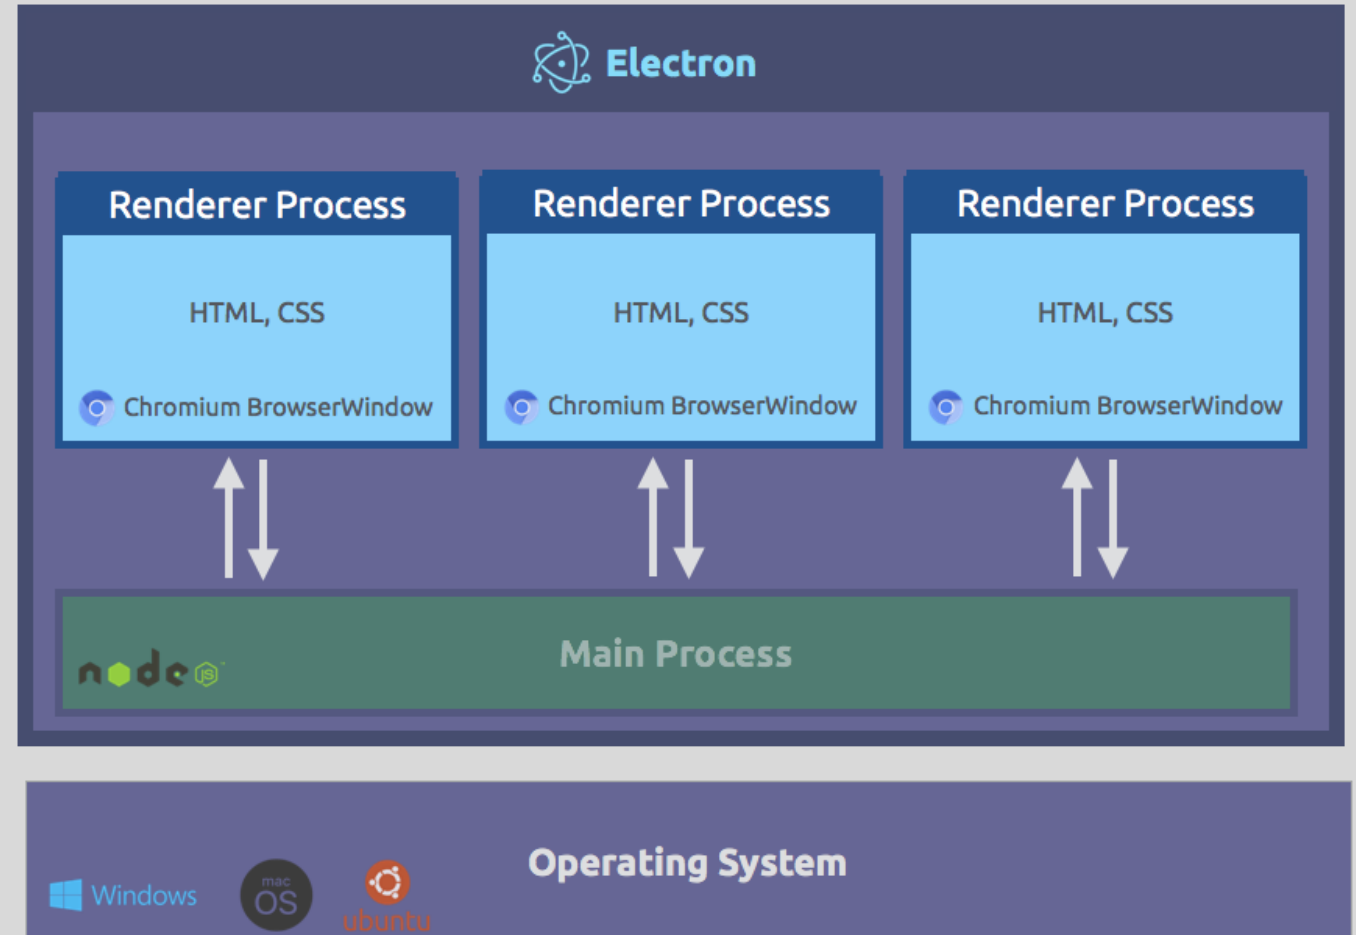 Electron
Renderer Process
HTML, CSS
Chromium BrowserWindow
Renderer Process
HTML, CSS
Chromium BrowserWindow
Renderer Process
HTML, CSS
Chromium BrowserWindow
Main Process
node JS
Operating System
Windows
mac
OS
ubuntu